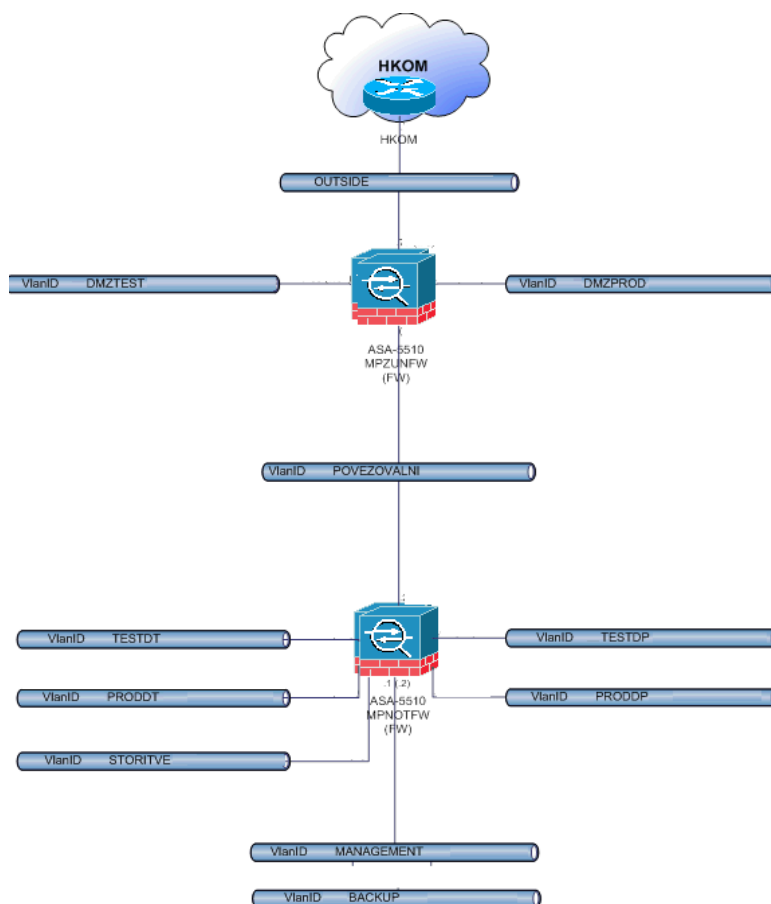 HKOM
HKOM
OUTSIDE
VlanID DMZTEST
VlanID DMZPROD
ASA-5510
MPZUNFW
(FW)
VlanID POVEZOVALNI
VlanID TESTDT
VlanID TESTDP
.1 (.2)
VlanID PRODDT
VlanID PRODDP
ASA-5510
MPNOTFW
(FW)
VlanID STORITVE
VlanID MANAGEMENT
VlanID BACKUP